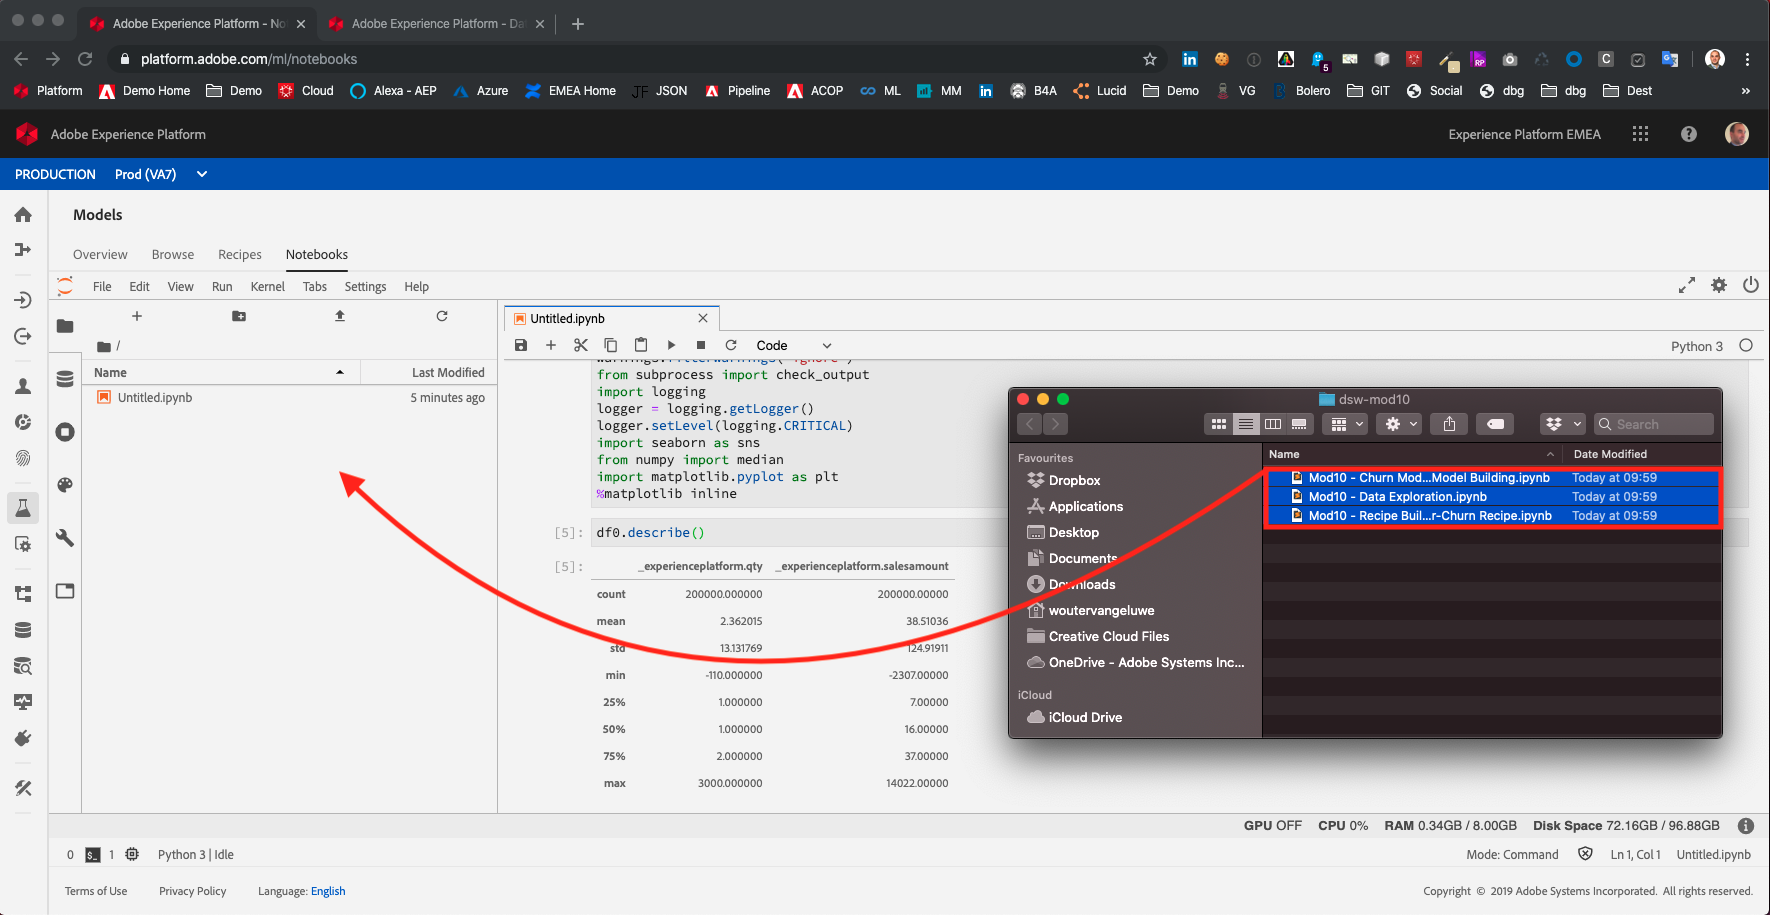 Adobe Experience Platform - No
Adobe Experience Platform - Da
platform.adobe.com/ml/notebooks
5
RP
C
Platform
Demo Home
Demo
Cloud
Alexa - AEP
Azure
EMEA Home
JF JSON
Pipeline
ACOP
ML
MM
B4A
Lucid
Demo
VG
Bolero
GIT
Social
dbg
dbg
Dest
»
Adobe Experience Platform
Experience Platform EMEA
PRODUCTION Prod (VA7)
Models
Overview Browse Recipes Notebooks
File Edit View Run Kernel Tabs Settings Help
/
Name Last Modified
Untitled.ipynb 5 minutes ago
Untitled.ipynb
Code
Python 3
warnings.filterwarnings('ignore')
from subprocess import check_output
import logging
logger = logging.getLogger()
logger.setLevel(logging.CRITICAL)
import seaborn as sns
from numpy import median
import matplotlib.pyplot as plt
%matplotlib inline
[5]: df0.describe()
[5]: _experienceplatform.qty _experienceplatform.salesamount
count 200000.000000 200000.00000
mean 2.362015 38.51036
std 13.131769 124.91911
min -110.000000 -2307.00000
25% 1.000000 7.00000
50% 1.000000 16.00000
75% 2.000000 37.00000
max 3000.000000 14022.00000
dsw-mod10
Search
Favourites
Dropbox
Applications
Desktop
Documents
Downloads
woutervangeluwe
Creative Cloud Files
OneDrive - Adobe Systems Inc...
iCloud
iCloud Drive
Name Date Modified
Mod10 - Churn Mod...Model Building.ipynb Today at 09:59
Mod10 - Data Exploration.ipynb Today at 09:59
Mod10 - Recipe Buil...r-Churn Recipe.ipynb Today at 09:59
GPU OFF CPU 0% RAM 0.34GB / 8.00GB Disk Space 72.16GB / 96.88GB
0 1 Python 3 | Idle
Mode: Command Ln 1, Col 1 Untitled.ipynb
Terms of Use Privacy Policy Language: English
Copyright © 2019 Adobe Systems Incorporated. All rights reserved.